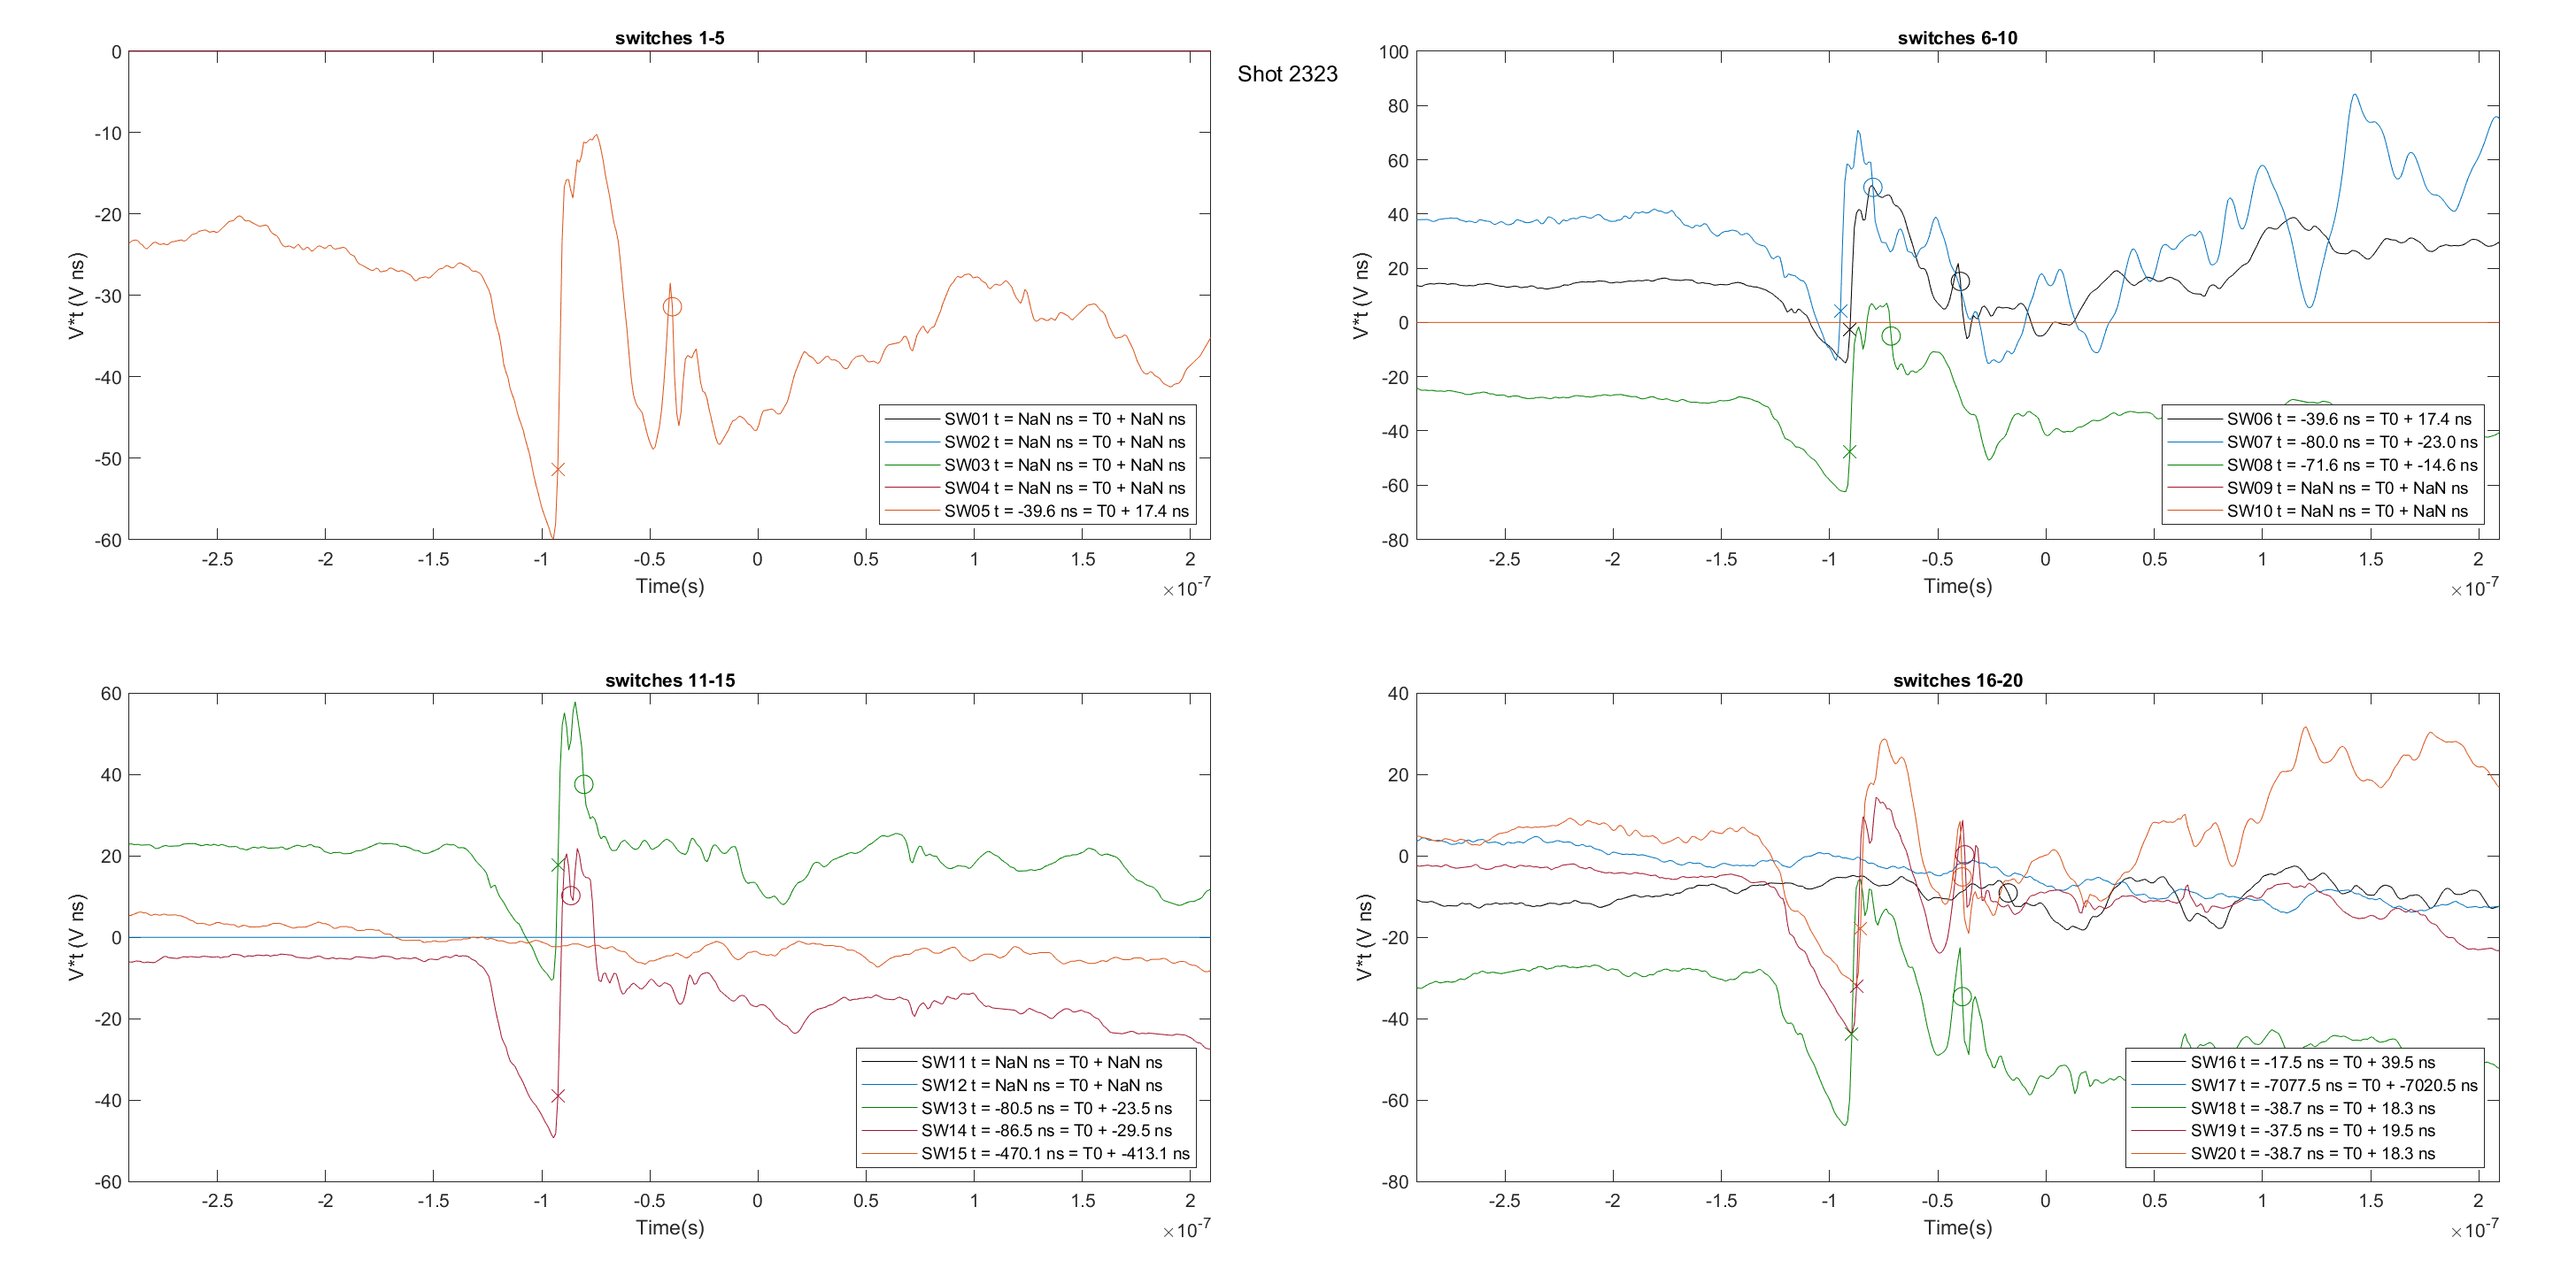 Shot 2323
switches 1-5
0
-10
-20
-30
-40
-50
-60
V*t (V ns)
-2.5 -2 -1.5 -1 -0.5 0 0.5 1 1.5 2
Time(s)
×10-7
SW01 t = NaN ns = T0 + NaN ns
SW02 t = NaN ns = T0 + NaN ns
SW03 t = NaN ns = T0 + NaN ns
SW04 t = NaN ns = T0 + NaN ns
SW05 t = -39.6 ns = T0 + 17.4 ns
switches 6-10
100
80
60
40
20
0
-20
-40
-60
-80
V*t (V ns)
-2.5 -2 -1.5 -1 -0.5 0 0.5 1 1.5 2
Time(s)
×10-7
SW06 t = -39.6 ns = T0 + 17.4 ns
SW07 t = -80.0 ns = T0 + -23.0 ns
SW08 t = -71.6 ns = T0 + -14.6 ns
SW09 t = NaN ns = T0 + NaN ns
SW10 t = NaN ns = T0 + NaN ns
switches 11-15
60
40
20
0
-20
-40
-60
V*t (V ns)
-2.5 -2 -1.5 -1 -0.5 0 0.5 1 1.5 2
Time(s)
×10-7
SW11 t = NaN ns = T0 + NaN ns
SW12 t = NaN ns = T0 + NaN ns
SW13 t = -80.5 ns = T0 + -23.5 ns
SW14 t = -86.5 ns = T0 + -29.5 ns
SW15 t = -470.1 ns = T0 + -413.1 ns
switches 16-20
40
20
0
-20
-40
-60
-80
V*t (V ns)
-2.5 -2 -1.5 -1 -0.5 0 0.5 1 1.5 2
Time(s)
×10-7
SW16 t = -17.5 ns = T0 + 39.5 ns
SW17 t = -7077.5 ns = T0 + -7020.5 ns
SW18 t = -38.7 ns = T0 + 18.3 ns
SW19 t = -37.5 ns = T0 + 19.5 ns
SW20 t = -38.7 ns = T0 + 18.3 ns